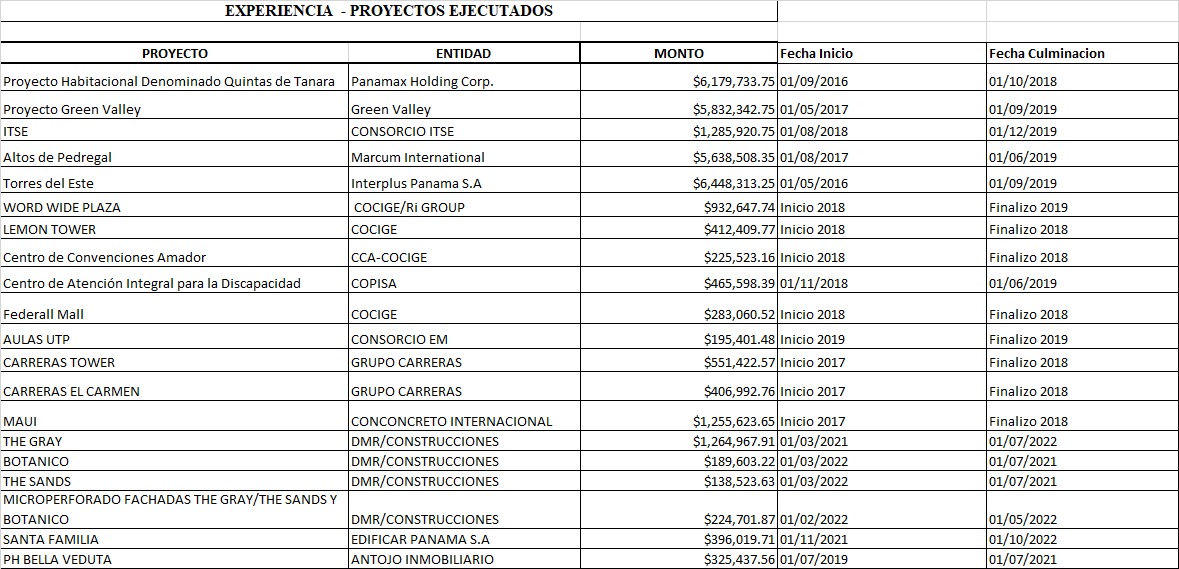 EXPERIENCIA - PROYECTOS EJECUTADOS
PROYECTO ENTIDAD MONTO Fecha Inicio Fecha Culminacion
Proyecto Habitacional Denominado Quintas de Tanara Panamax Holding Corp. $6,179,733.75 01/09/2016 01/10/2018
Proyecto Green Valley Green Valley $5,832,342.75 01/05/2017 01/09/2019
ITSE CONSORCIO ITSE $1,285,920.75 01/08/2018 01/12/2019
Altos de Pedregal Marcum International $5,638,508.35 01/08/2017 01/06/2019
Torres del Este Interplus Panama S.A $6,448,313.25 01/05/2016 01/09/2019
WORD WIDE PLAZA COCIGE/Ri GROUP $932,647.74 Inicio 2018 Finalizo 2019
LEMON TOWER COCIGE $412,409.77 Inicio 2018 Finalizo 2018
Centro de Convenciones Amador CCA-COCIGE $225,523.16 Inicio 2018 Finalizo 2018
Centro de Atención Integral para la Discapacidad COPISA $465,598.39 01/11/2018 01/06/2019
Federall Mall COCIGE $283,060.52 Inicio 2018 Finalizo 2018
AULAS UTP CONSORCIO EM $195,401.48 Inicio 2019 Finalizo 2019
CARRERAS TOWER GRUPO CARRERAS $551,422.57 Inicio 2017 Finalizo 2018
CARRERAS EL CARMEN GRUPO CARRERAS $406,992.76 Inicio 2017 Finalizo 2018
MAUI CONCONCRETO INTERNACIONAL $1,255,623.65 Inicio 2017 Finalizo 2018
THE GRAY DMR/CONSTRUCCIONES $1,264,967.91 01/03/2021 01/07/2022
BOTANICO DMR/CONSTRUCCIONES $189,603.22 01/03/2022 01/07/2021
THE SANDS DMR/CONSTRUCCIONES $138,523.63 01/03/2022 01/07/2021
MICROPERFORADO FACHADAS THE GRAY/THE SANDS Y
BOTANICO DMR/CONSTRUCCIONES $224,701.87 01/02/2022 01/05/2022
SANTA FAMILIA EDIFICAR PANAMA S.A $396,019.71 01/11/2021 01/10/2022
PH BELLA VEDUTA ANTOJO INMOBILIARIO $325,437.56 01/07/2019 01/07/2021